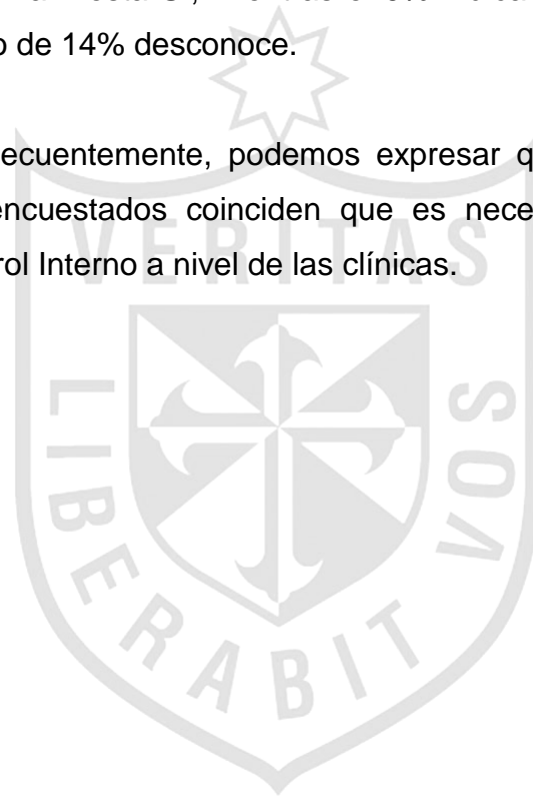 o de 14% desconoce.
ecuentemente, podemos expresar q
encuestados coinciden que es nece
rol Interno a nivel de las clínicas.
VERITAS
LIBERABIT
VOS